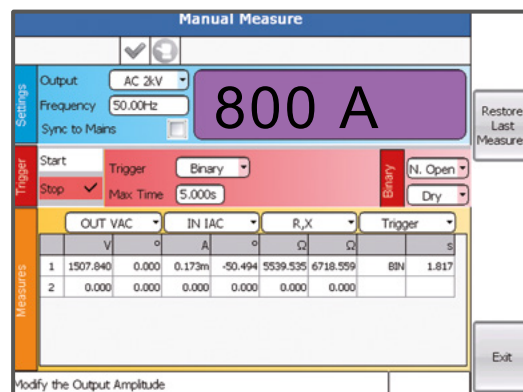 Manual Measure
Settings
Output AC 2kV
Frequency 50.00Hz
Sync to Mains
800 A
Restore
Last
Measure
Trigger
Start
Stop
Trigger Binary
Max Time 5.000s
Binary
N. Open
Dry
Measures
OUT VAC IN IAC R,X Trigger
V ° A ° Ω Ω s
1 1507.840 0.000 0.173m -50.494 5539.535 6718.559 BIN 1.817
2 0.000 0.000 0.000 0.000 0.000 0.000
Exit
Modify the Output Amplitude